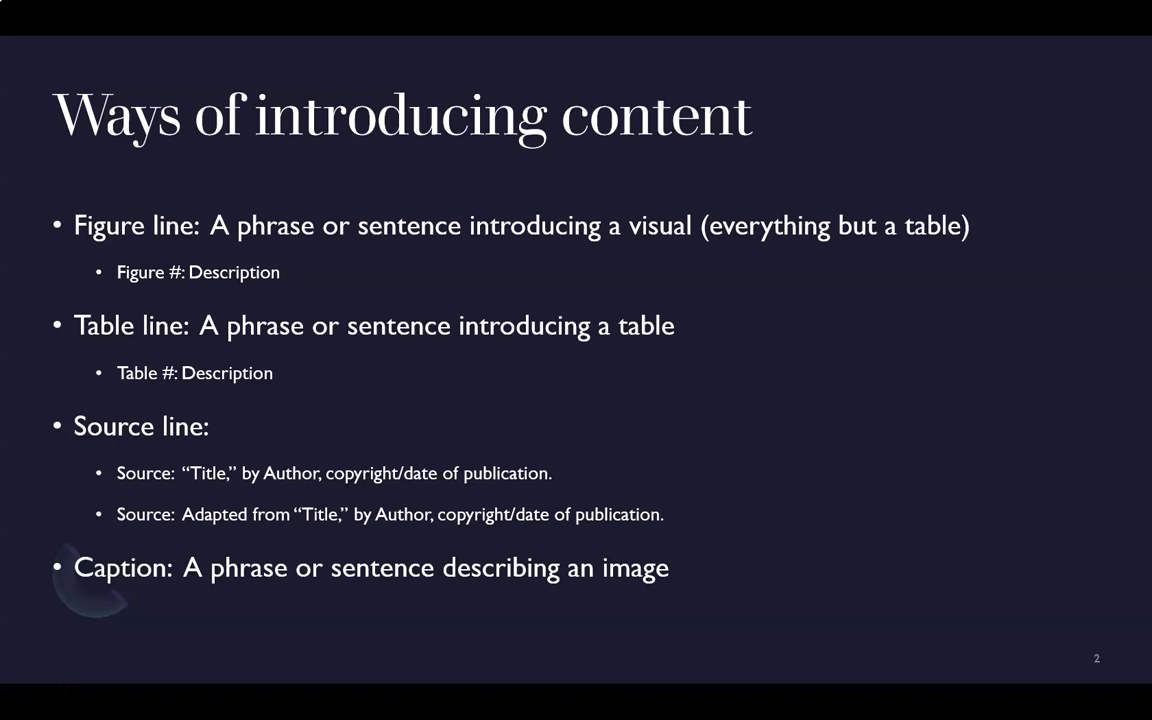 Ways of introducing content
• Figure line: A phrase or sentence introducing a visual (everything but a table)
• Figure #: Description
• Table line: A phrase or sentence introducing a table
• Table #: Description
• Source line:
• Source: “Title,” by Author, copyright/date of publication.
• Source: Adapted from “Title,” by Author, copyright/date of publication.
• Caption: A phrase or sentence describing an image
2